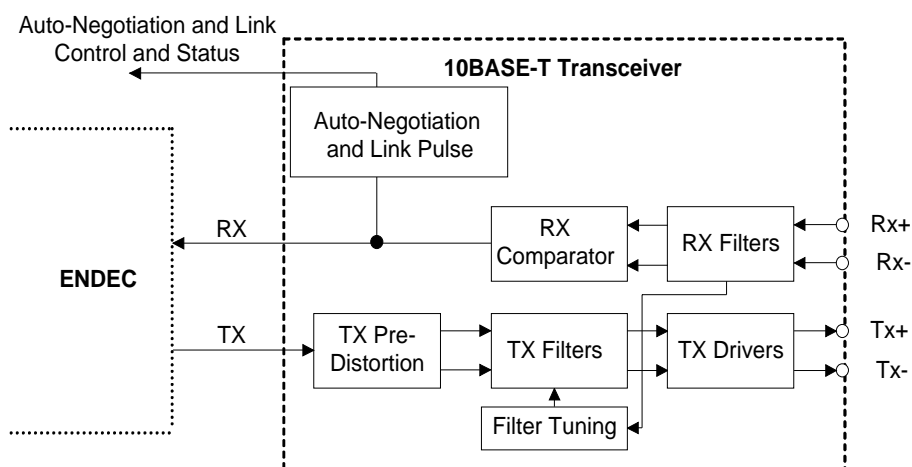 Auto-Negotiation and Link
Control and Status
10BASE-T Transceiver
Auto-Negotiation
and Link Pulse
RX
RX
Comparator
RX Filters
Rx+
Rx-
ENDEC
TX
TX Pre-
Distortion
TX Filters
TX Drivers
Tx+
Tx-
Filter Tuning